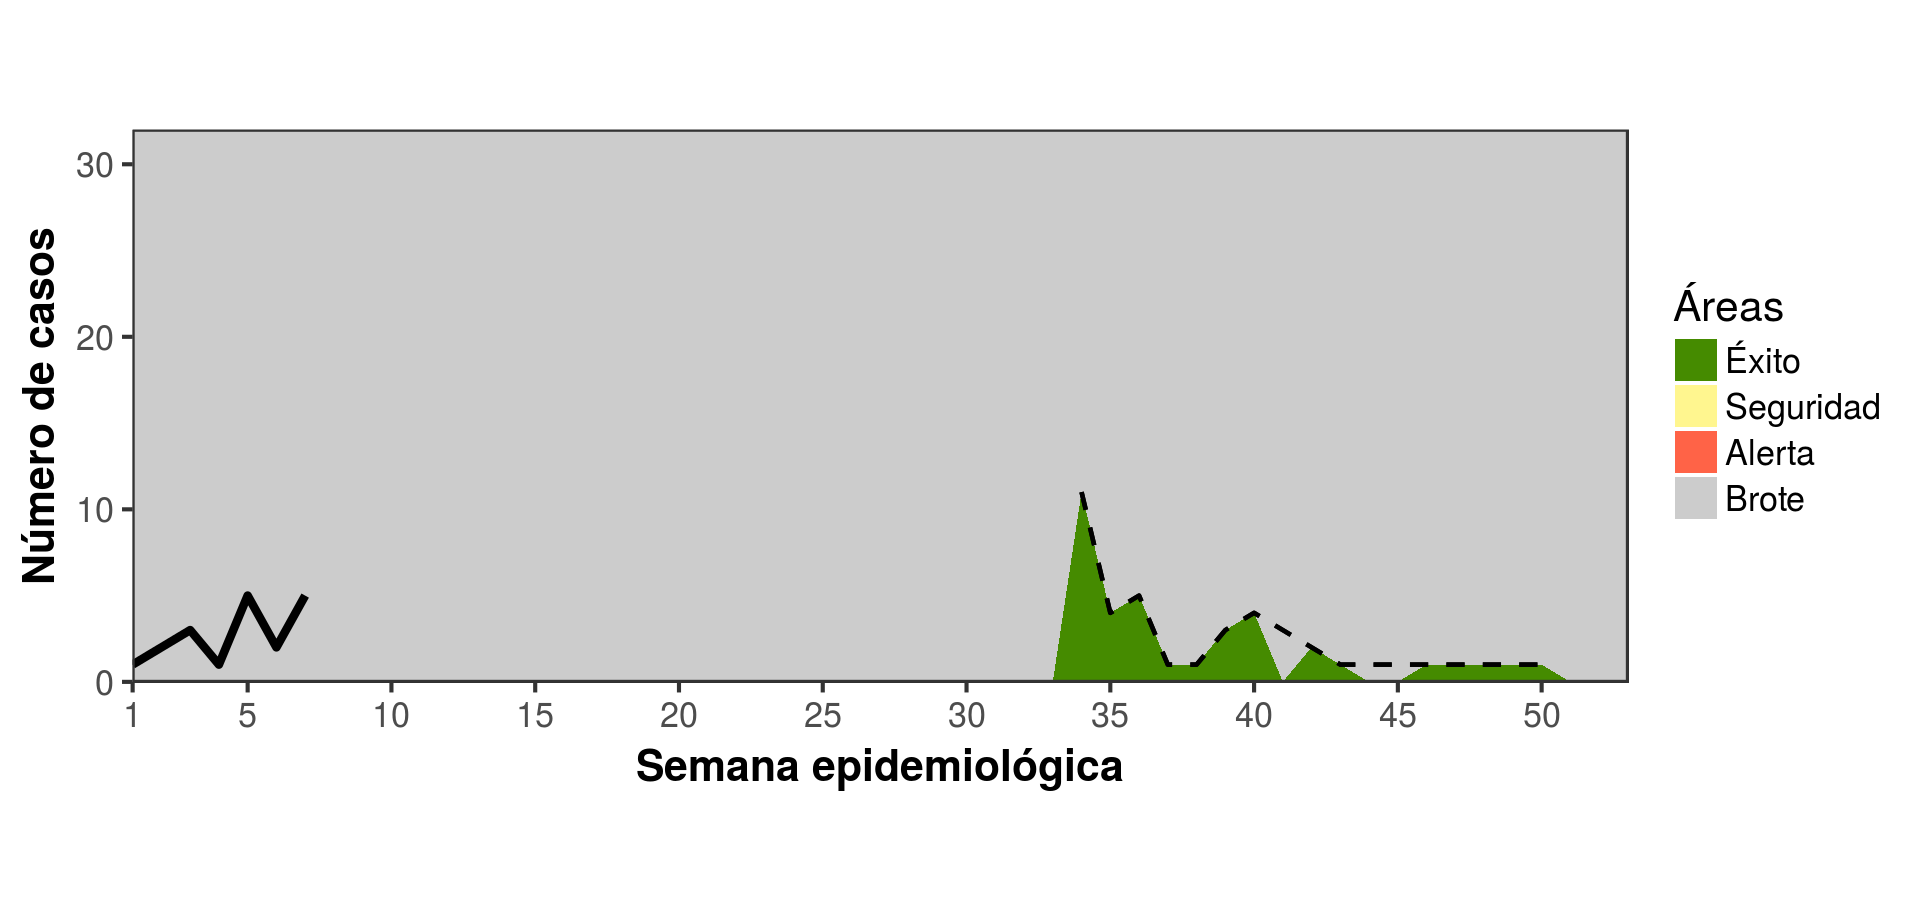 Número de casos
30
20
10
0
1 5 10 15 20 25 30 35 40 45 50
Semana epidemiológica
Áreas
Éxito
Seguridad
Alerta
Brote